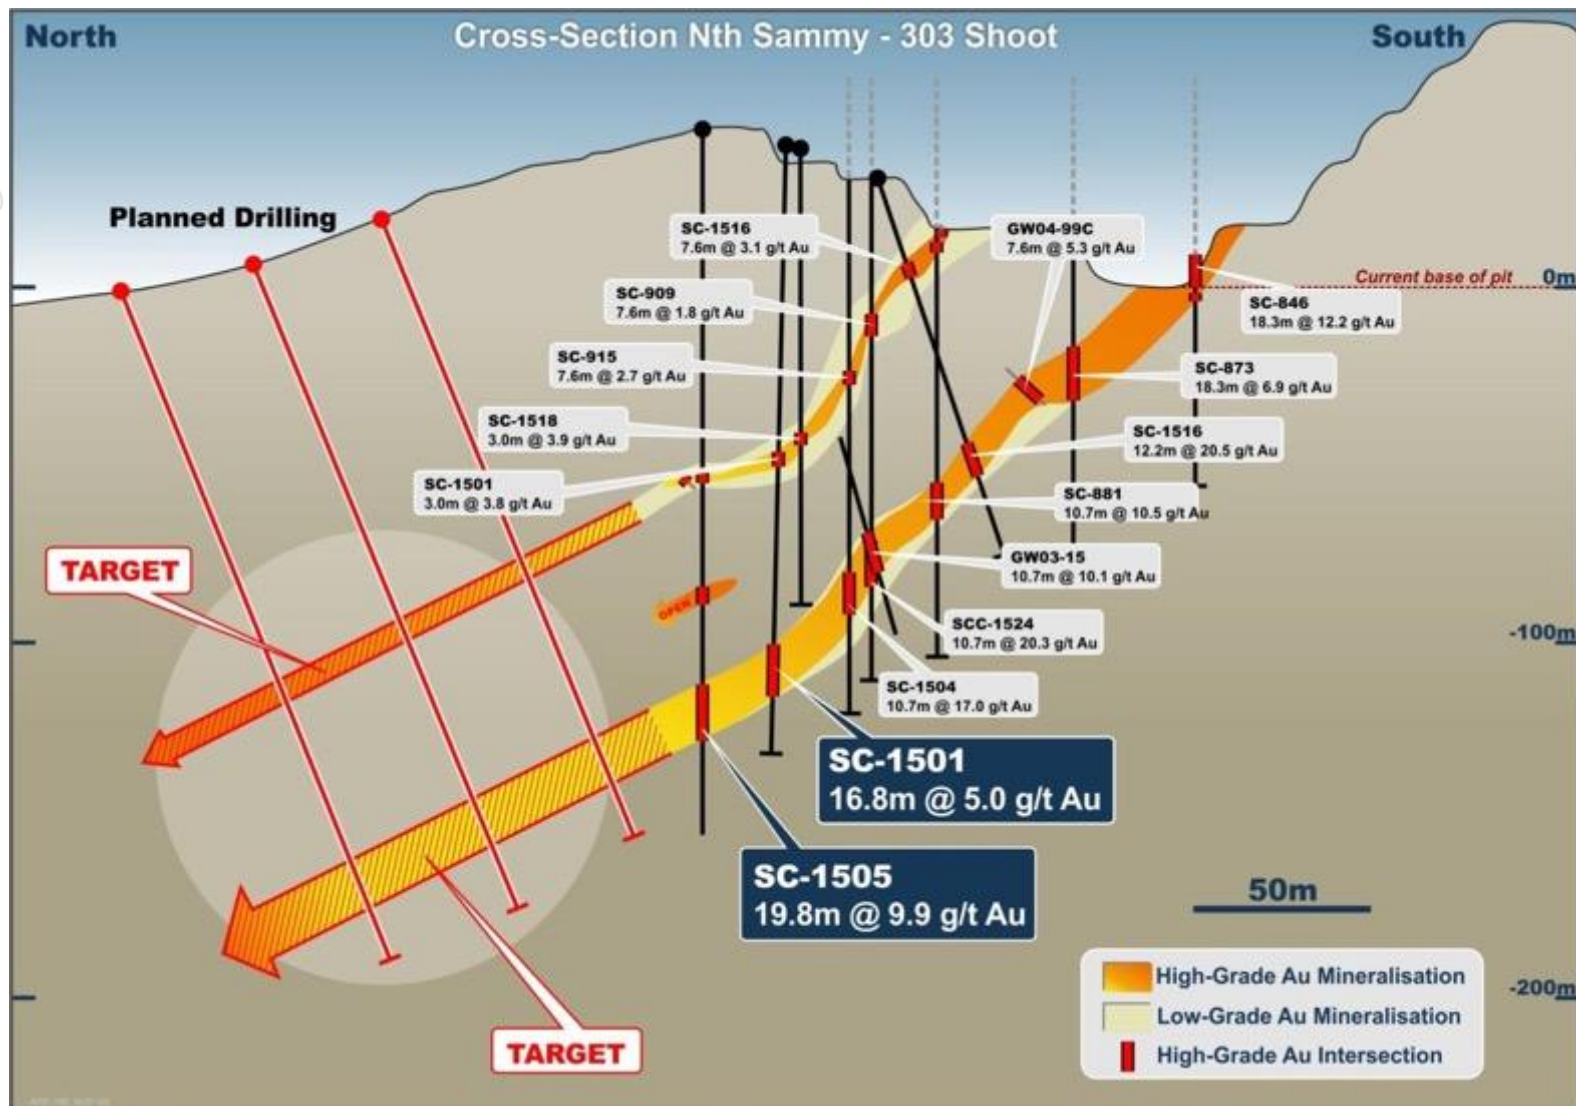 North
Cross-Section Nth Sammy - 303 Shoot
South
Planned Drilling
SC-1516
7.6m @ 3.1 g/t Au
GW04-99C
7.6m @ 5.3 g/t Au
Current base of pit
0m
SC-909
7.6m @ 1.8 g/t Au
SC-846
18.3m @ 12.2 g/t Au
SC-915
7.6m @ 2.7 g/t Au
SC-873
18.3m @ 6.9 g/t Au
SC-1518
3.0m @ 3.9 g/t Au
SC-1516
12.2m @ 20.5 g/t Au
SC-1501
3.0m @ 3.8 g/t Au
SC-881
10.7m @ 10.5 g/t Au
TARGET
GW03-15
10.7m @ 10.1 g/t Au
OPEN
SCC-1524
10.7m @ 20.3 g/t Au
-100m
SC-1504
10.7m @ 17.0 g/t Au
SC-1501
16.8m @ 5.0 g/t Au
SC-1505
19.8m @ 9.9 g/t Au
50m
-200m
TARGET
High-Grade Au Mineralisation
Low-Grade Au Mineralisation
High-Grade Au Intersection